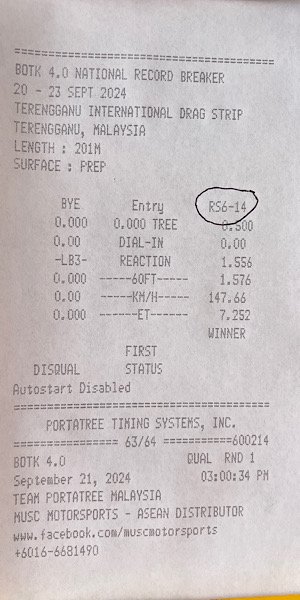 ========================================
BOTK 4.0 NATIONAL RECORD BREAKER
20 - 23 SEPT 2024
TERENGGANU INTERNATIONAL DRAG STRIP
TERENGGANU, MALAYSIA
LENGTH : 201M
SURFACE : PREP
BYE Entry RS6-14
0.000 0.000 TREE 0.500
0.00 DIAL-IN 0.00
-LB3- REACTION 1.556
0.000 ------60FT------ 1.576
0.00 ------KM/H----- 147.66
0.000 -------ET------ 7.252
WINNER
FIRST
DISQUAL STATUS
Autostart Disabled
========================================
PORTATREE TIMING SYSTEMS, INC.
================ 63/64 ===========600214
BOTK 4.0 QUAL RND 1
September 21, 2024 03:00:34 PM
TEAM PORTATREE MALAYSIA
MUSC MOTORSPORTS - ASEAN DISTRIBUTOR
www.facebook.com/muscmotorsports
+6016-6681490